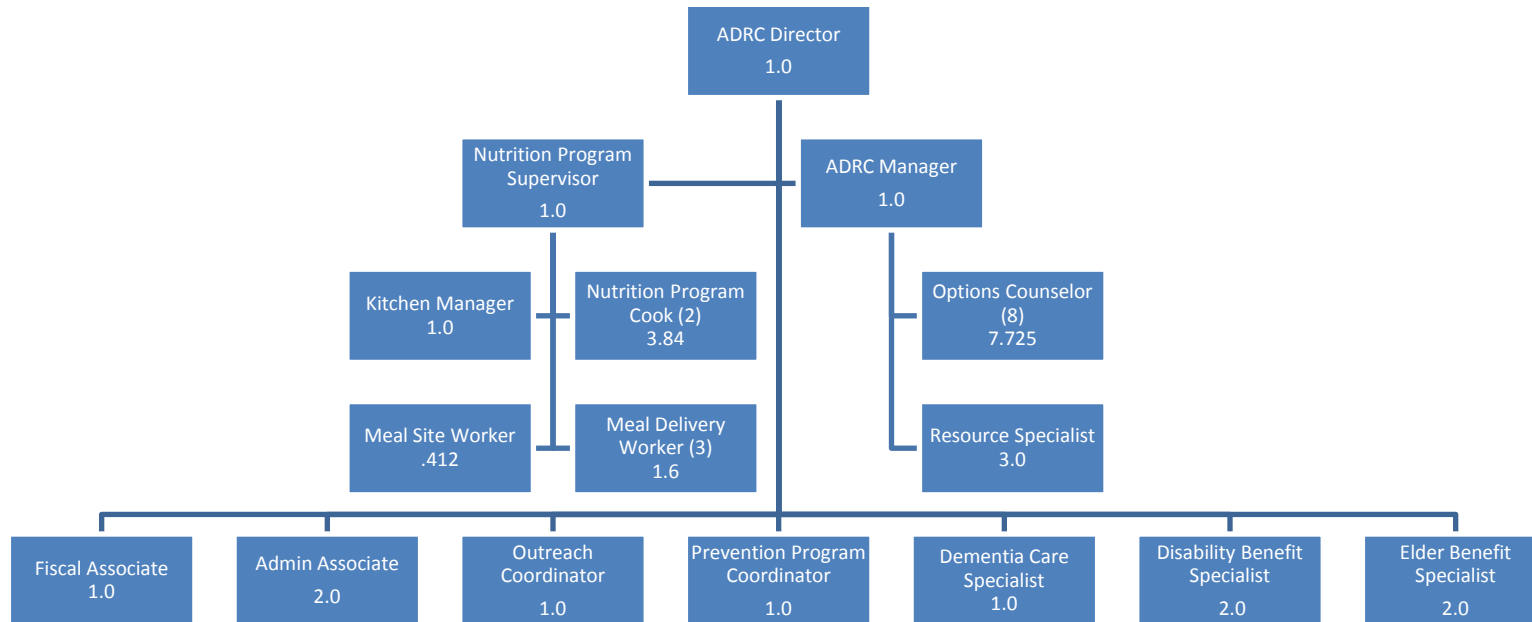 ADRC Director
1.0
Nutrition Program
Supervisor
1.0
ADRC Manager
1.0
Kitchen Manager
1.0
Nutrition Program
Cook (2)
3.84
Options Counselor
(8)
7.725
Meal Site Worker
.412
Meal Delivery
Worker (3)
1.6
Resource Specialist
3.0
Fiscal Associate
1.0
Admin Associate
2.0
Outreach
Coordinator
1.0
Prevention Program
Coordinator
1.0
Dementia Care
Specialist
1.0
Disability Benefit
Specialist
2.0
Elder Benefit
Specialist
2.0